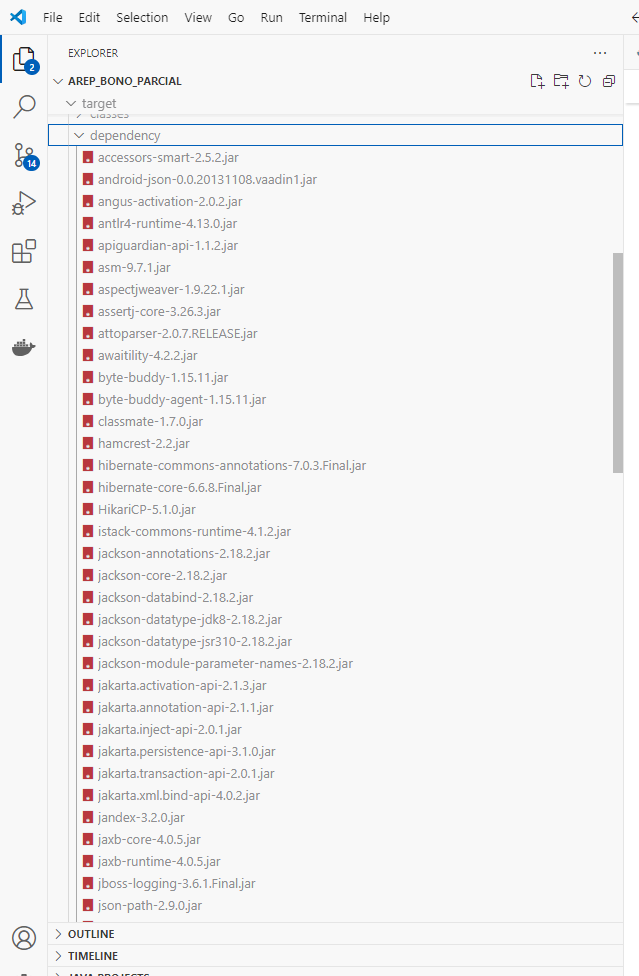 File Edit Selection View Go Run Terminal Help
EXPLORER
2
AREP_BONO_PARCIAL
target
classes
dependency
14
accessors-smart-2.5.2.jar
android-json-0.0.20131108.vaadin1.jar
angus-activation-2.0.2.jar
antlr4-runtime-4.13.0.jar
apiguardian-api-1.1.2.jar
asm-9.7.1.jar
aspectjweaver-1.9.22.1.jar
assertj-core-3.26.3.jar
attoparser-2.0.7.RELEASE.jar
awaitility-4.2.2.jar
byte-buddy-1.15.11.jar
byte-buddy-agent-1.15.11.jar
classmate-1.7.0.jar
hamcrest-2.2.jar
hibernate-commons-annotations-7.0.3.Final.jar
hibernate-core-6.6.8.Final.jar
HikariCP-5.1.0.jar
istack-commons-runtime-4.1.2.jar
jackson-annotations-2.18.2.jar
jackson-core-2.18.2.jar
jackson-databind-2.18.2.jar
jackson-datatype-jdk8-2.18.2.jar
jackson-datatype-jsr310-2.18.2.jar
jackson-module-parameter-names-2.18.2.jar
jakarta.activation-api-2.1.3.jar
jakarta.annotation-api-2.1.1.jar
jakarta.inject-api-2.0.1.jar
jakarta.persistence-api-3.1.0.jar
jakarta.transaction-api-2.0.1.jar
jakarta.xml.bind-api-4.0.2.jar
jandex-3.2.0.jar
jaxb-core-4.0.5.jar
jaxb-runtime-4.0.5.jar
jboss-logging-3.6.1.Final.jar
json-path-2.9.0.jar
OUTLINE
TIMELINE
JAVA PROJECTS